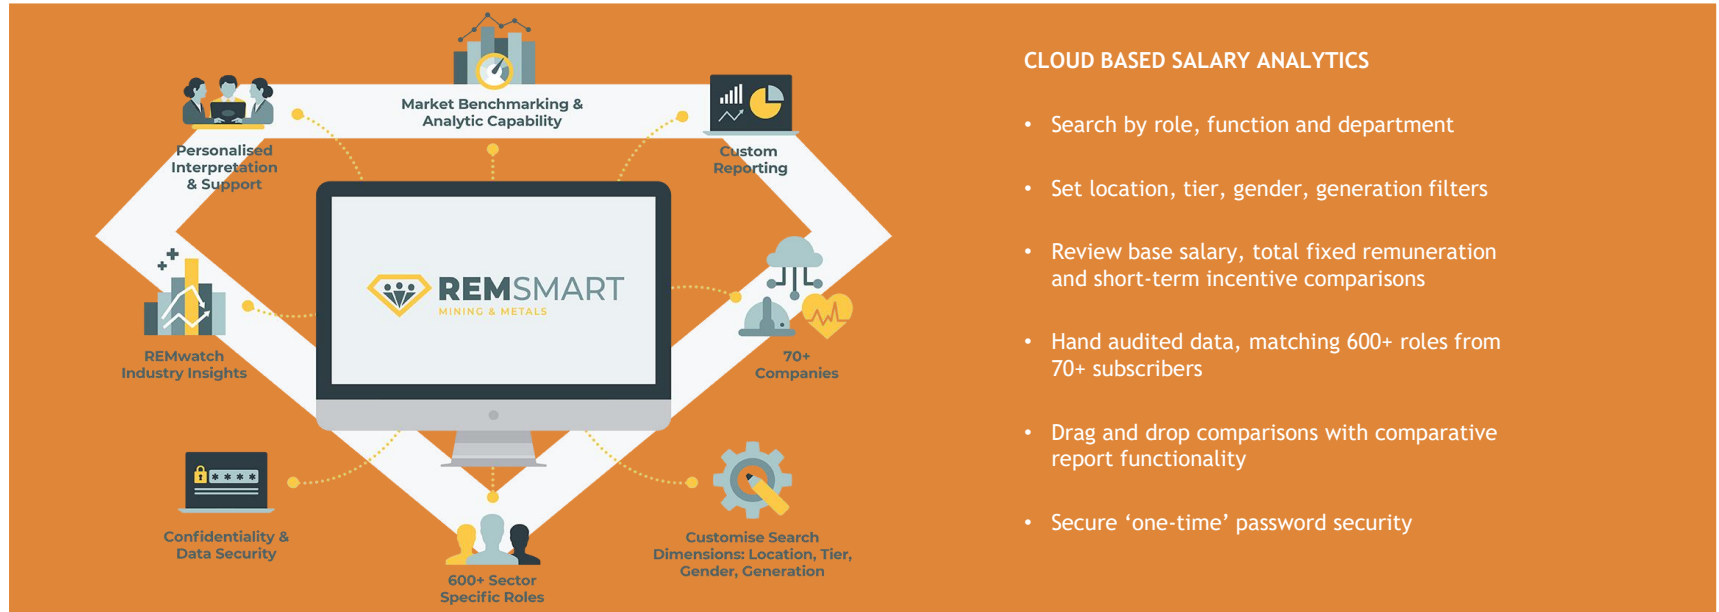 Market Benchmarking &
Analytic Capability
Personalised
Interpretation
& Support
Custom
Reporting
REMSMART
MINING & METALS
REMwatch
Industry Insights
70+
Companies
* * * *
Confidentiality &
Data Security
Customise Search
Dimensions: Location, Tier,
Gender, Generation
600+ Sector
Specific Roles
CLOUD BASED SALARY ANALYTICS
• Search by role, function and department
• Set location, tier, gender, generation filters
• Review base salary, total fixed remuneration
and short-term incentive comparisons
• Hand audited data, matching 600+ roles from
70+ subscribers
• Drag and drop comparisons with comparative
report functionality
• Secure ‘one-time’ password security